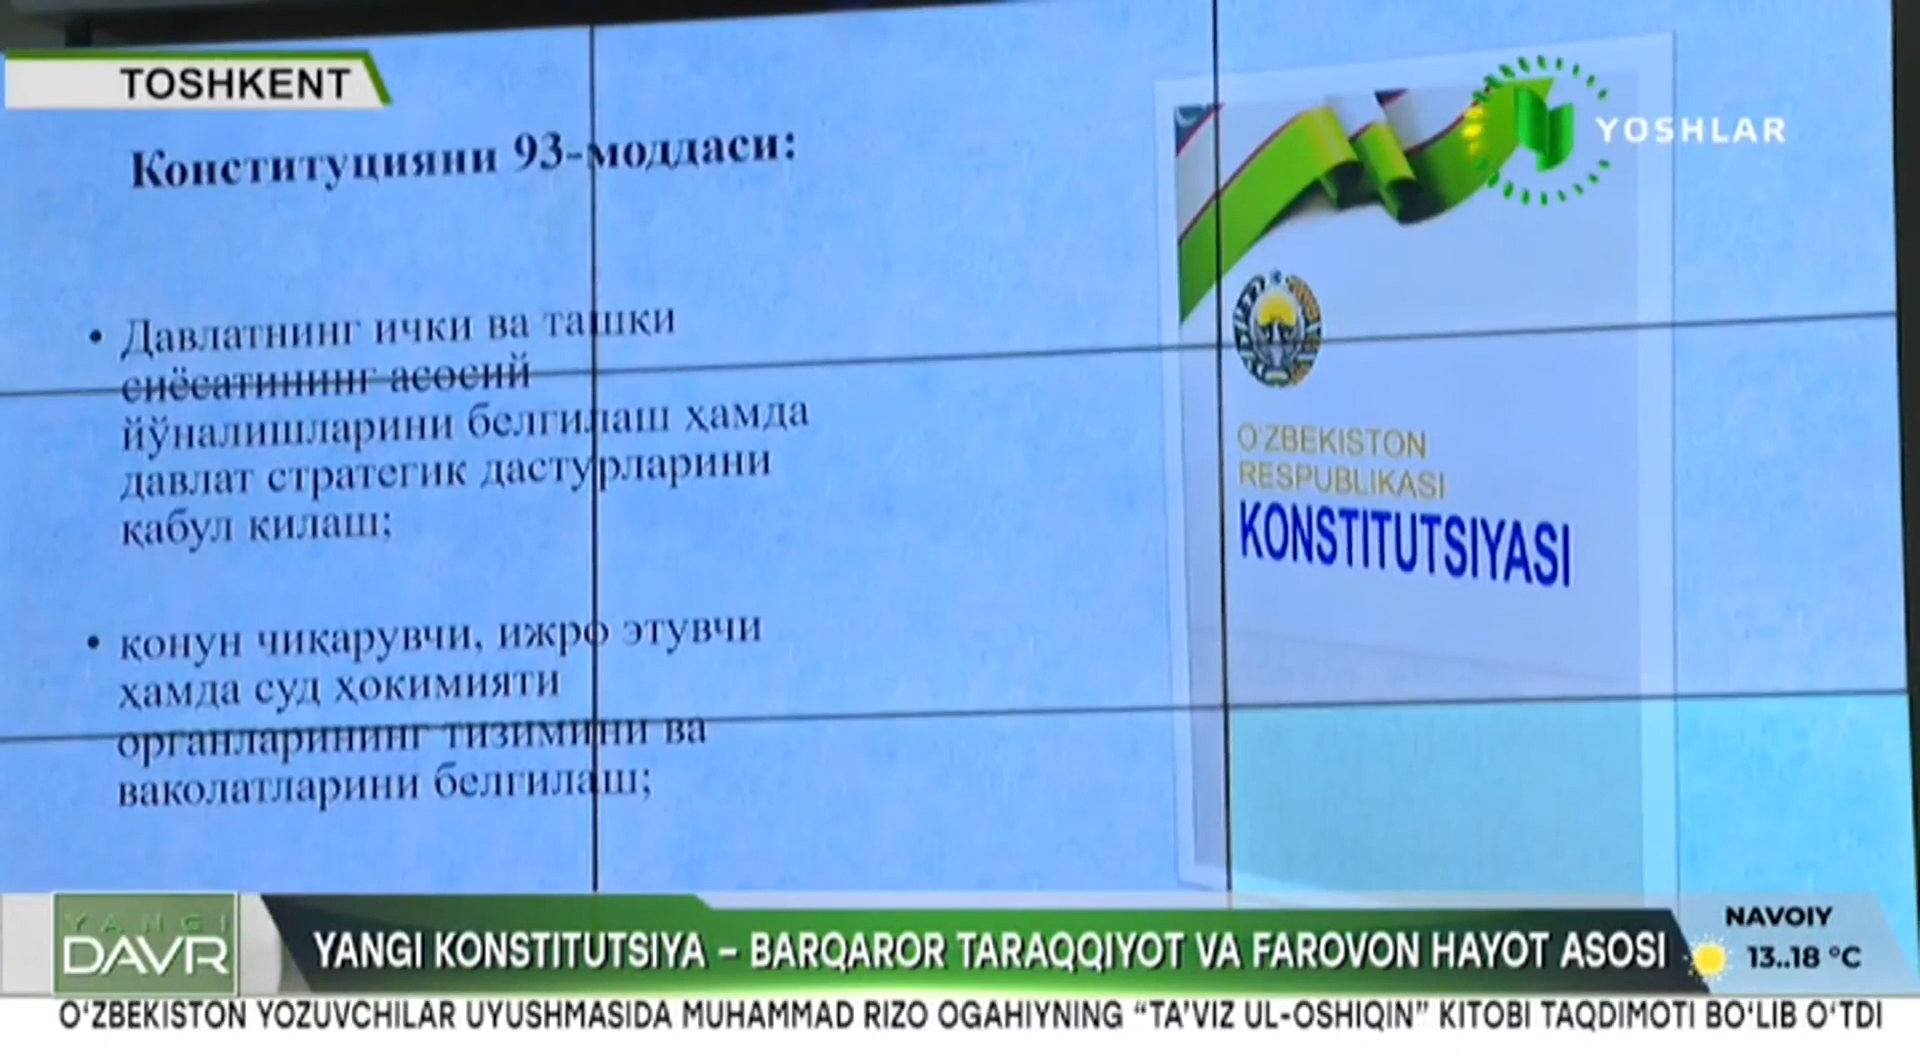 TOSHKENT
YOSHLAR
Конституцияни 93-моддаси:
• Давлатнинг ички ва ташқи
сиёсатининг асосий
йўналишларини белгилаш ҳамда
давлат стратегик дастурларини
қабул қилаш;
• қонун чиқарувчи, ижро этувчи
ҳамда суд ҳокимияти
органларининг тизимини ва
ваколатларини белгилаш;
O'ZBEKISTON
RESPUBLIKASI
KONSTITUTSIYASI
YANGI
DAVR
YANGI KONSTITUTSIYA – BARQAROR TARAQQIYOT VA FAROVON HAYOT ASOSI
NAVOIY
13..18 °C
O‘ZBEKISTON YOZUVCHILAR UYUSHMASIDA MUHAMMAD RIZO OGAHIYNING “TA’VIZ UL-OSHIQIN” KITOBI TAQDIMOTI BO‘LIB O‘TDI